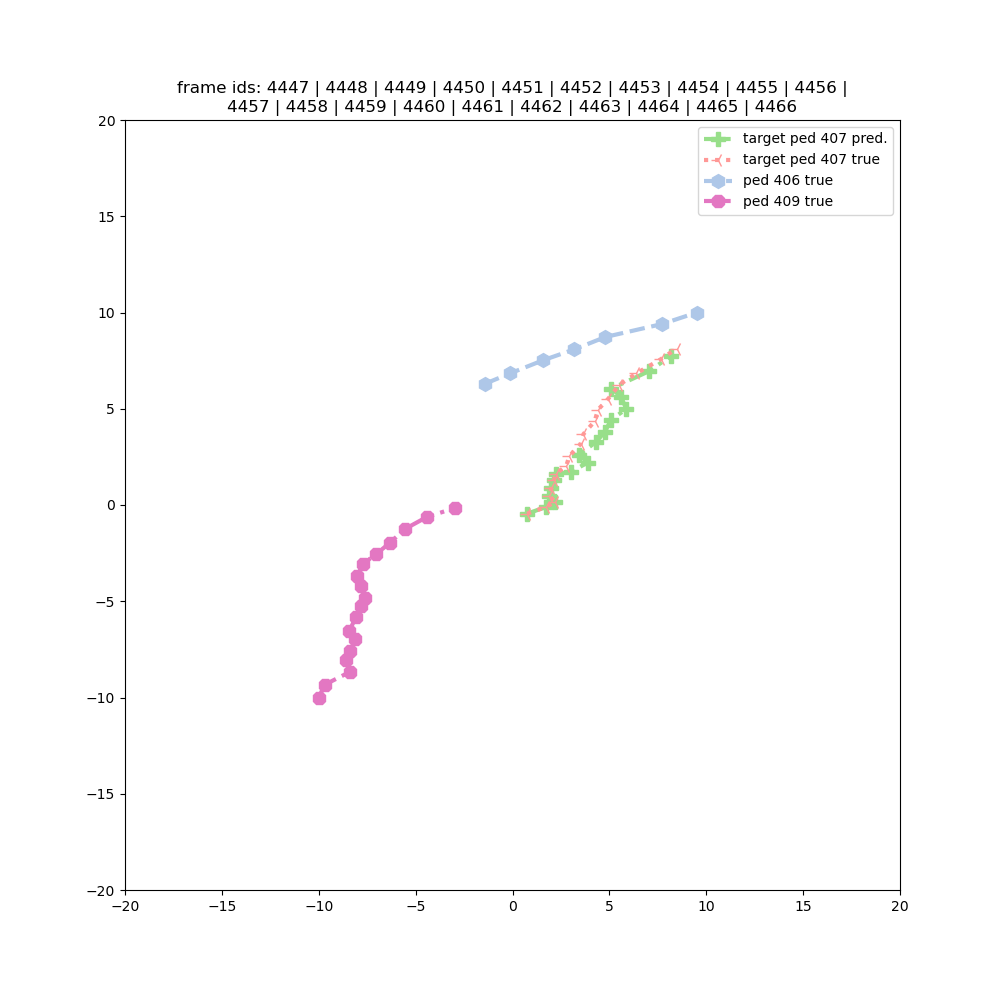 frame ids: 4447 | 4448 | 4449 | 4450 | 4451 | 4452 | 4453 | 4454 | 4455 | 4456 |
4457 | 4458 | 4459 | 4460 | 4461 | 4462 | 4463 | 4464 | 4465 | 4466
target ped 407 pred.
target ped 407 true
ped 406 true
ped 409 true
20
15
10
5
0
−5
−10
−15
−20
−20 −15 −10 −5 0 5 10 15 20